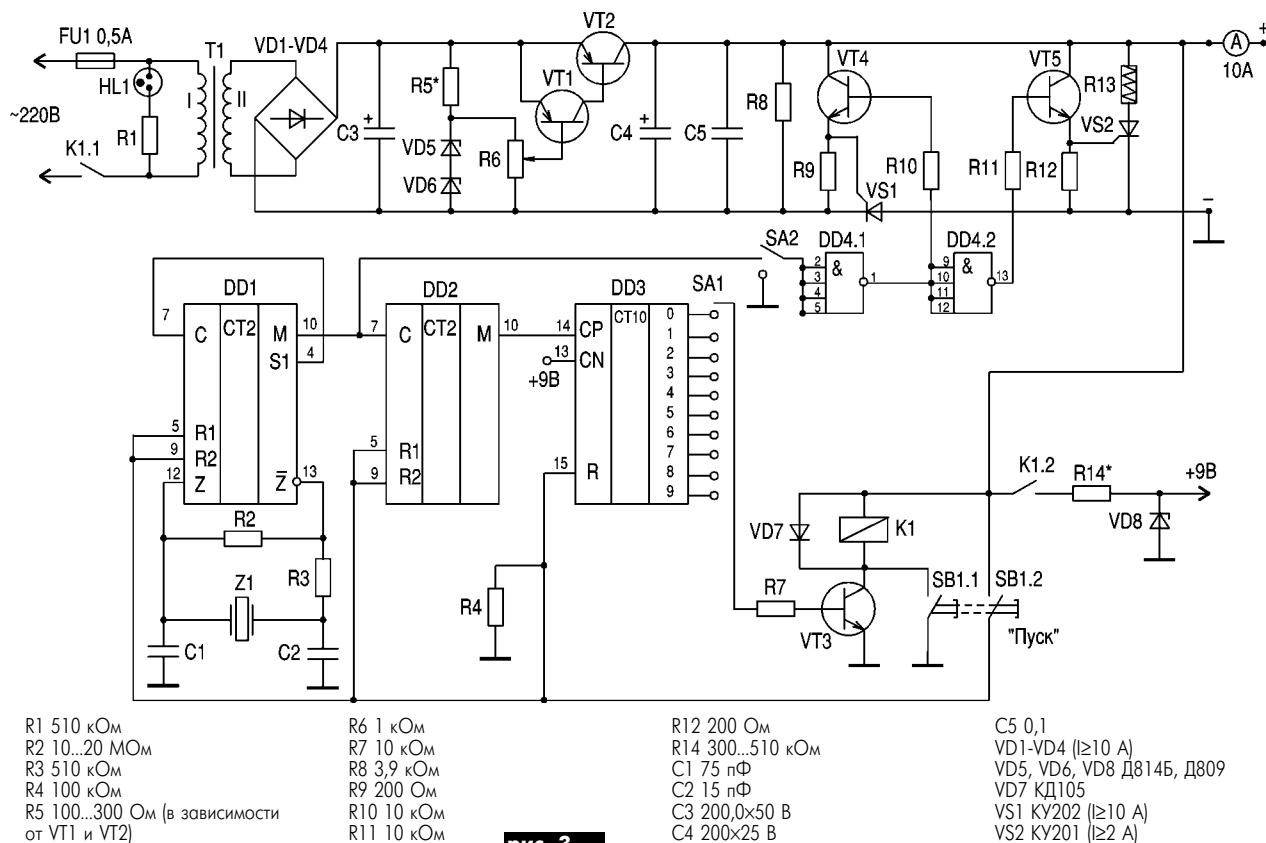 FU1 0,5A
T1
VD1-VD4
VT2
A
+
HL1
I
II
R5*
VT1
VT4
VT5
10A
~220В
R1
C3
+
C4
+
C5
R8
R13
VD5
R6
VS2
K1.1
VD6
R9
R10
R11
R12
VS1
-
SA2
DD4.1
DD4.2
2
3
4
5
&
1
9
10
11
12
&
13
DD1
DD2
DD3
SA1
7
C
CT2
M
10
S1
4
7
C
CT2
M
10
14
CP
CT10
0
13
CN
1
+9В
2
3
4
5
6
7
8
9
5
R1
9
R2
12
Z
Z̅
13
5
R1
9
R2
15
R
K1.2
R14*
+9В
R2
VD7
K1
VD8
R3
Z1
R4
R7
SB1.1
SB1.2
C1
C2
VT3
"Пуск"
R1 510 кОм
R2 10...20 МОм
R3 510 кОм
R4 100 кОм
R5 100...300 Ом (в зависимости
от VT1 и VT2)
R6 1 кОм
R7 10 кОм
R8 3,9 кОм
R9 200 Ом
R10 10 кОм
R11 10 кОм
R12 200 Ом
R14 300...510 кОм
C1 75 пФ
C2 15 пФ
C3 200,0×50 В
C4 200×25 В
C5 0,1
VD1-VD4 (I≥10 А)
VD5, VD6, VD8 Д814Б, Д809
VD7 КД105
VS1 КУ202 (I≥10 А)
VS2 КУ201 (I≥2 А)
рис. 3